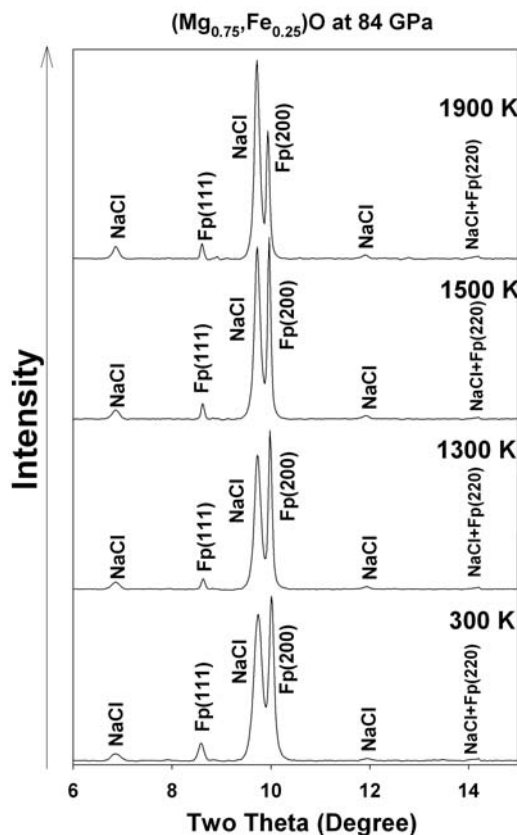 (Mg0.75,Fe0.25)O at 84 GPa
Intensity
1900 K
NaCl
Fp(111)
NaCl
Fp(200)
NaCl
NaCl+Fp(220)
1500 K
NaCl
Fp(111)
NaCl
Fp(200)
NaCl
NaCl+Fp(220)
1300 K
NaCl
Fp(111)
NaCl
Fp(200)
NaCl
NaCl+Fp(220)
300 K
NaCl
Fp(111)
NaCl
Fp(200)
NaCl
NaCl+Fp(220)
6 8 10 12 14
Two Theta (Degree)